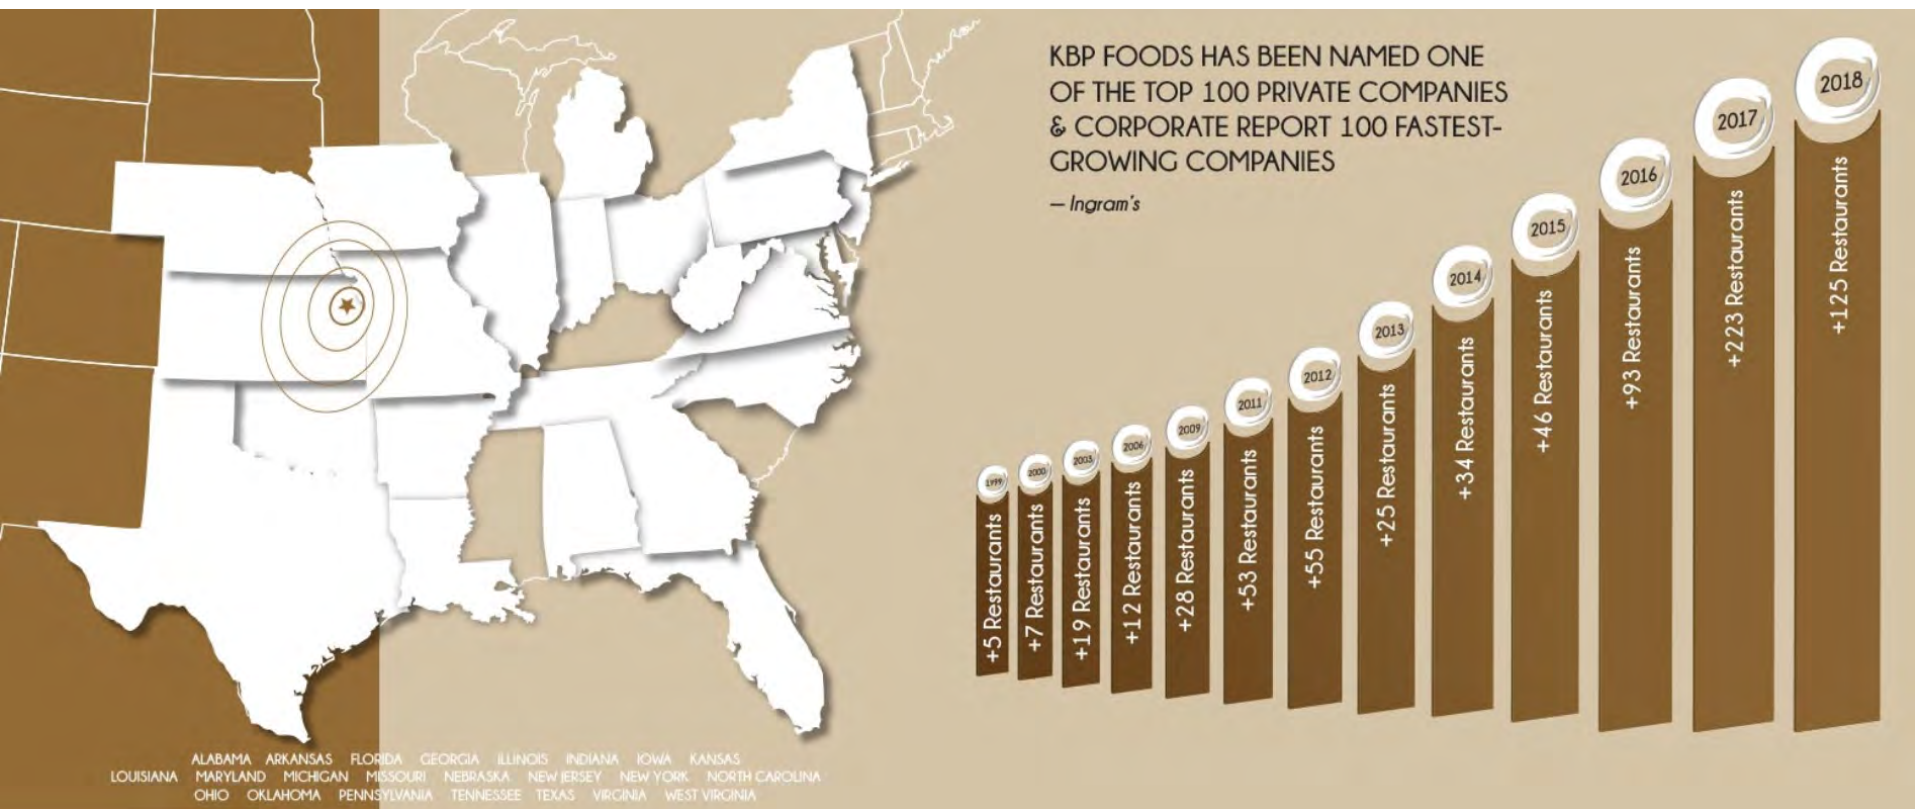 KBP FOODS HAS BEEN NAMED ONE
OF THE TOP 100 PRIVATE COMPANIES
& CORPORATE REPORT 100 FASTEST-
GROWING COMPANIES
– Ingram's
1999
+5 Restaurants
2000
+7 Restaurants
2003
+19 Restaurants
2006
+12 Restaurants
2009
+28 Restaurants
2011
+53 Restaurants
2012
+55 Restaurants
2013
+25 Restaurants
2014
+34 Restaurants
2015
+46 Restaurants
2016
+93 Restaurants
2017
+223 Restaurants
2018
+125 Restaurants
ALABAMA ARKANSAS FLORIDA GEORGIA ILLINOIS INDIANA IOWA KANSAS
LOUISIANA MARYLAND MICHIGAN MISSOURI NEBRASKA NEW JERSEY NEW YORK NORTH CAROLINA
OHIO OKLAHOMA PENNSYLVANIA TENNESSEE TEXAS VIRGINIA WEST VIRGINIA